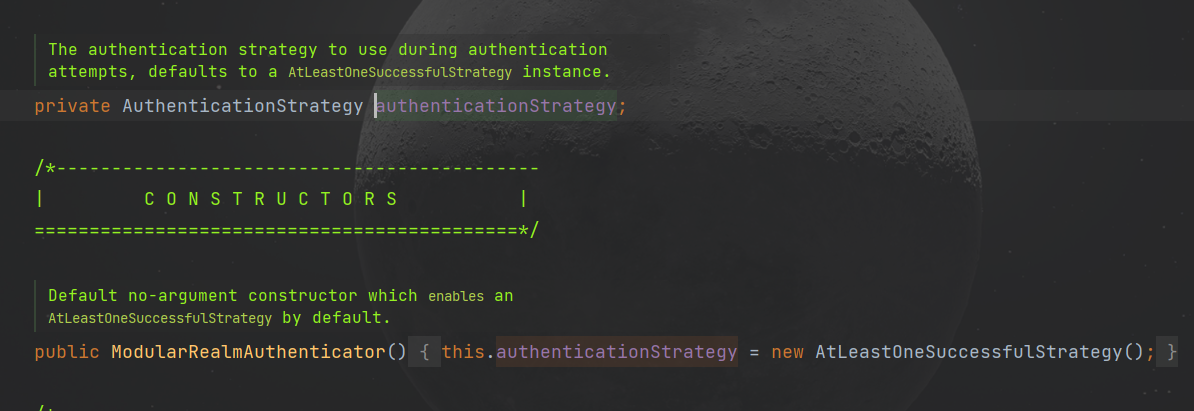 The authentication strategy to use during authentication
attempts, defaults to a AtLeastOneSuccessfulStrategy instance.
private AuthenticationStrategy authenticationStrategy;
/*--------------------------------------------
|         C O N S T R U C T O R S           |
============================================*/
Default no-argument constructor which enables an
AtLeastOneSuccessfulStrategy by default.
public ModularRealmAuthenticator() { this.authenticationStrategy = new AtLeastOneSuccessfulStrategy(); }